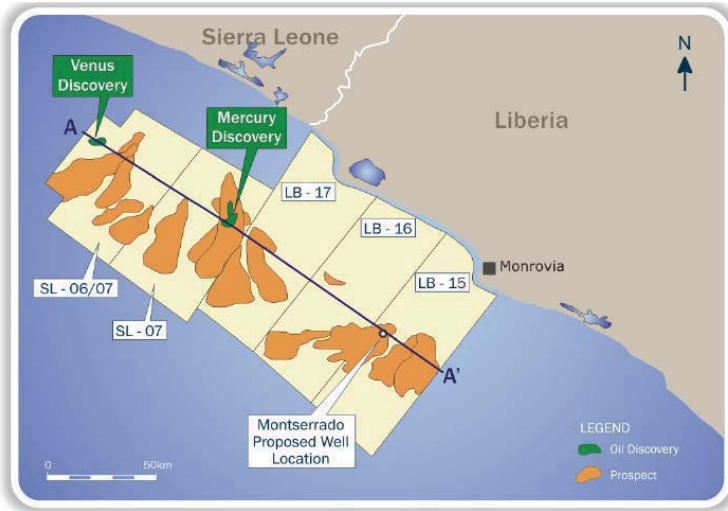 Sierra Leone
Venus
Discovery
N
A
Mercury
Discovery
Liberia
LB - 17
LB - 16
Monrovia
LB - 15
SL - 06/07
SL - 07
A'
Montserrado
Proposed Well
Location
LEGEND
Oil Discovery
Prospect
0
50km